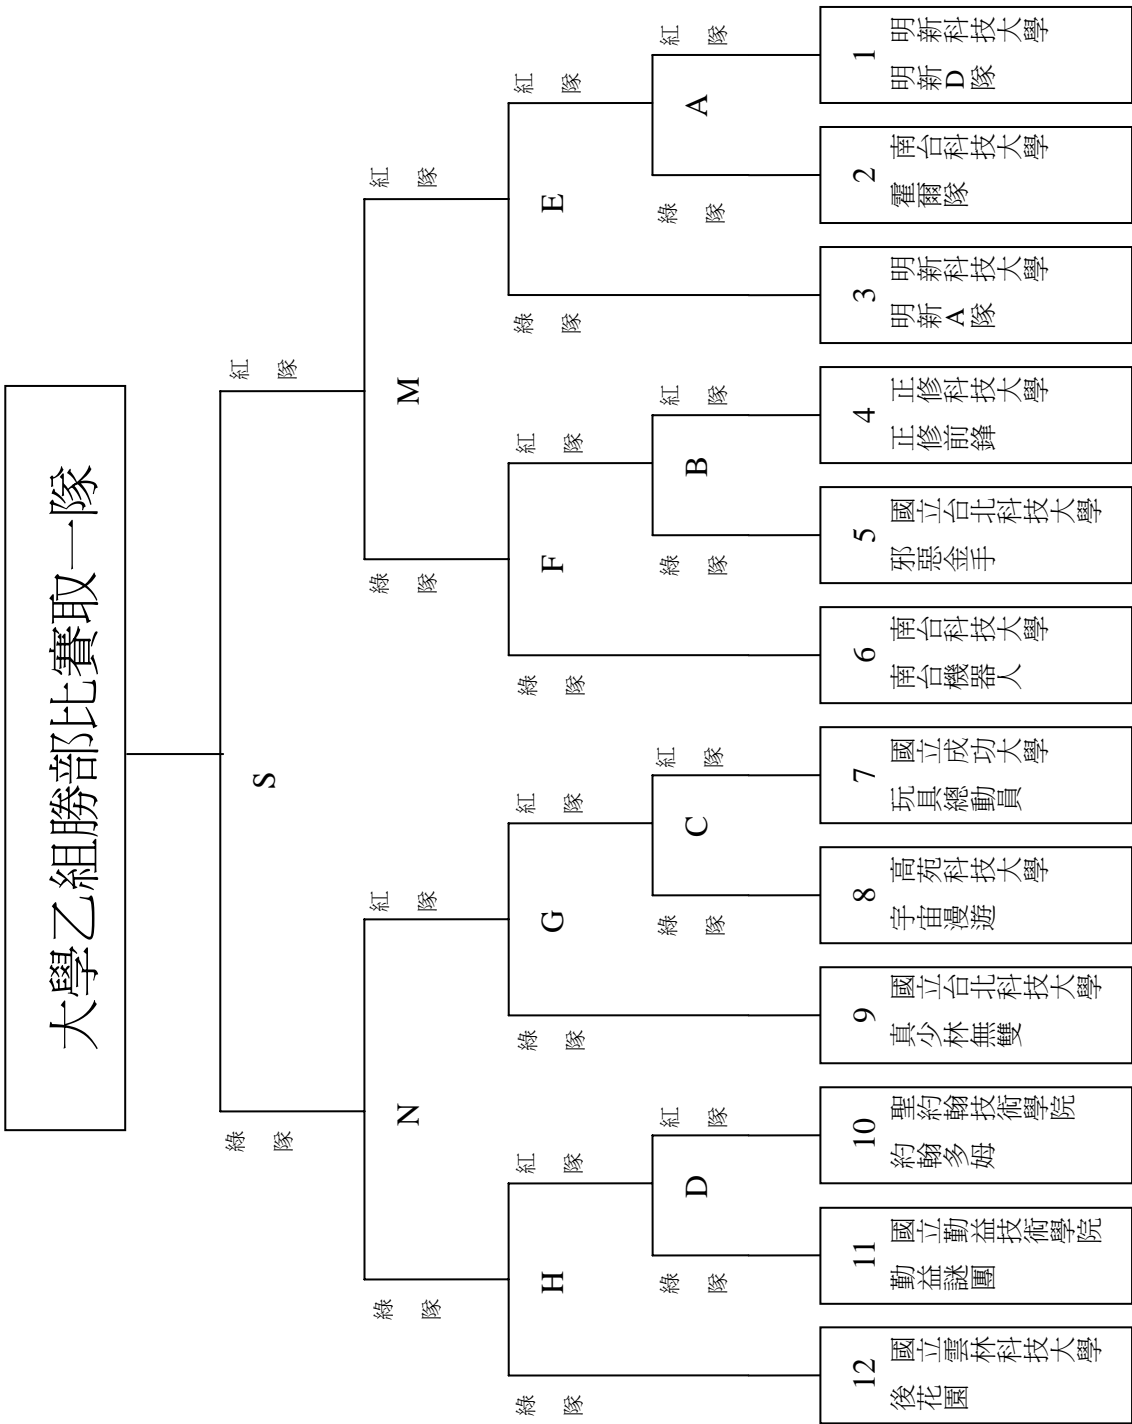 大學乙組勝部比賽取一隊
綠隊
S
紅隊
綠隊
N
紅隊
綠隊
M
紅隊
綠隊
H
紅隊
綠隊
G
紅隊
綠隊
F
紅隊
綠隊
E
紅隊
綠隊
D
紅隊
綠隊
C
紅隊
綠隊
B
紅隊
綠隊
A
紅隊
12
國立雲林科技大學
後花園
11
國立勤益技術學院
勤益謎團
10
聖約翰技術學院
約翰多姆
9
國立台北科技大學
真少林無雙
8
高苑科技大學
宇宙漫遊
7
國立成功大學
玩具總動員
6
南台科技大學
南台機器人
5
國立台北科技大學
邪惡金手
4
正修科技大學
正修前鋒
3
明新科技大學
明新A隊
2
南台科技大學
霍爾隊
1
明新科技大學
明新D隊